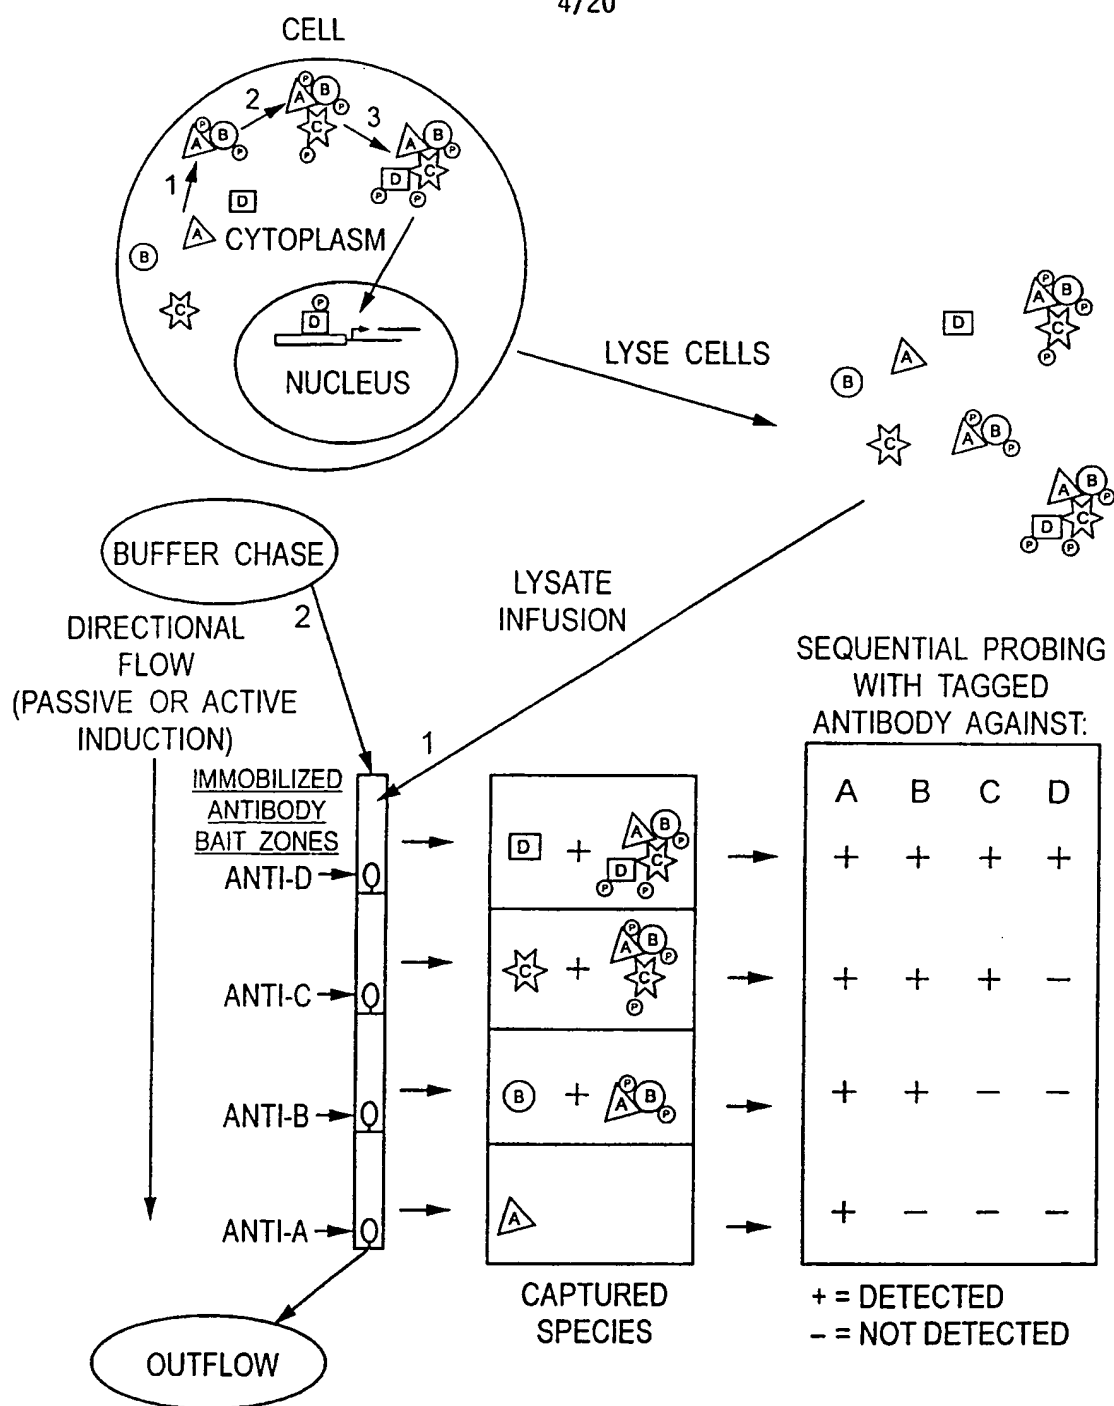 4/20
CELL
P
A
B
P
2
P
A
B
P
C
P
3
A
B
P
D
C
P
P
1
D
A
CYTOPLASM
B
C
P
D
NUCLEUS
LYSE CELLS
D
P
A
B
P
C
P
B
A
C
P
A
B
P
A
B
P
D
C
P
P
BUFFER CHASE
2
DIRECTIONAL
FLOW
(PASSIVE OR ACTIVE
INDUCTION)
LYSATE
INFUSION
1
SEQUENTIAL PROBING
WITH TAGGED
ANTIBODY AGAINST:
IMMOBILIZED
ANTIBODY
BAIT ZONES
A B C D
ANTI-D
D + A B P D C P P
+ + + +
ANTI-C
C + P A B P C P
+ + + −
ANTI-B
B + P A B P
+ + − −
ANTI-A
A
+ − − −
CAPTURED
SPECIES
+ = DETECTED
− = NOT DETECTED
OUTFLOW